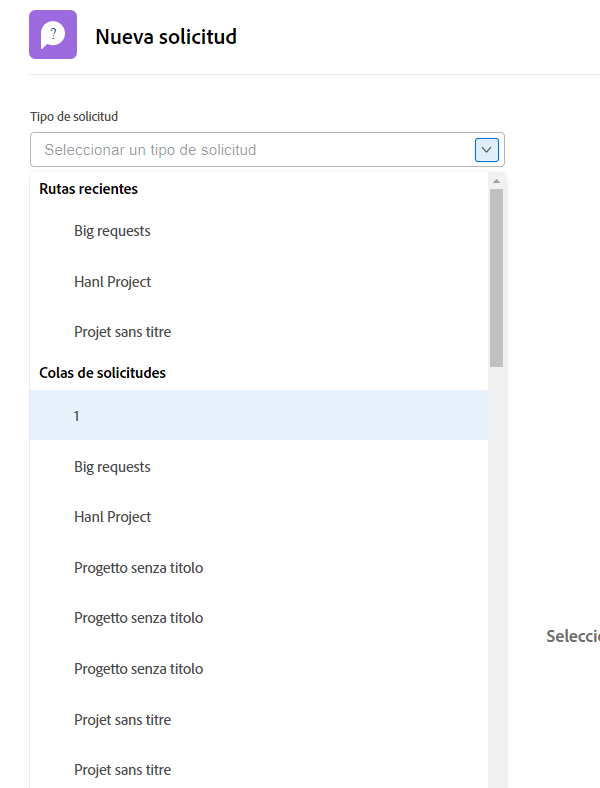 ?
Nueva solicitud
Tipo de solicitud
Seleccionar un tipo de solicitud
Rutas recientes
Big requests
Hanl Project
Projet sans titre
Colas de solicitudes
1
Big requests
Hanl Project
Progetto senza titolo
Progetto senza titolo
Selecci
Progetto senza titolo
Projet sans titre
Projet sans titre